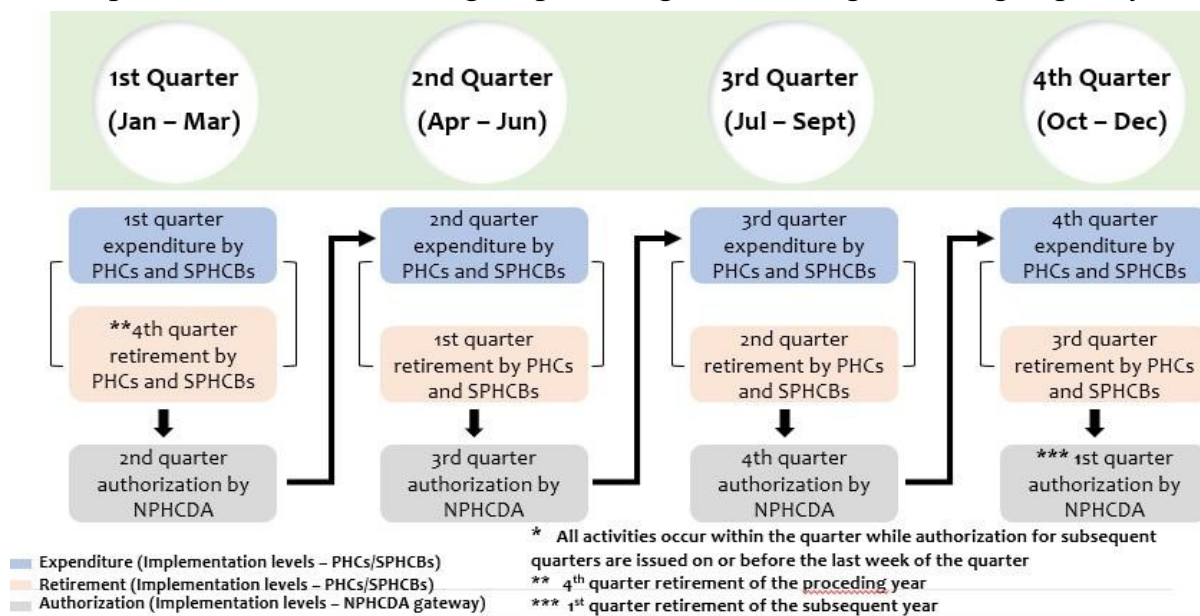 1st Quarter
(Jan – Mar)
2nd Quarter
(Apr – Jun)
3rd Quarter
(Jul – Sept)
4th Quarter
(Oct – Dec)
1st quarter
expenditure by
PHCs and SPHCBs
2nd quarter
expenditure by
PHCs and SPHCBs
3rd quarter
expenditure by
PHCs and SPHCBs
4th quarter
expenditure by
PHCs and SPHCBs
**4th quarter
retirement by
PHCs and SPHCBs
1st quarter
retirement by PHCs
and SPHCBs
2nd quarter
retirement by PHCs
and SPHCBs
3rd quarter
retirement by PHCs
and SPHCBs
2nd quarter
authorization by
NPHCDA
3rd quarter
authorization by
NPHCDA
4th quarter
authorization by
NPHCDA
*** 1st quarter
authorization by
NPHCDA
Expenditure (Implementation levels – PHCs/SPHCBs)
Retirement (Implementation levels – PHCs/SPHCBs)
Authorization (Implementation levels – NPHCDA gateway)
* All activities occur within the quarter while authorization for subsequent
quarters are issued on or before the last week of the quarter
** 4th quarter retirement of the proceding year
*** 1st quarter retirement of the subsequent year